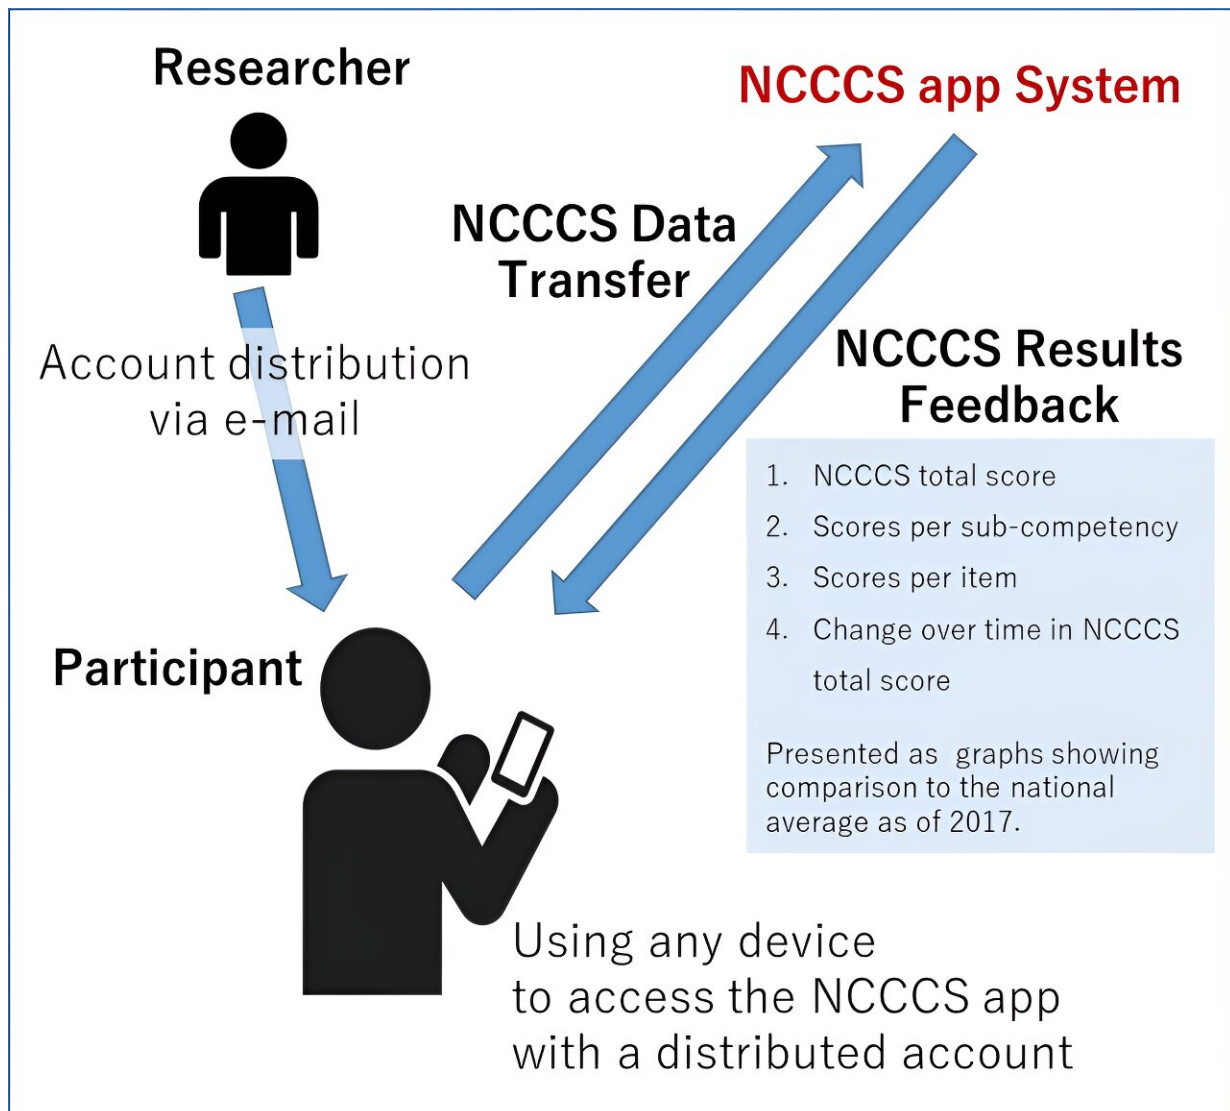 Researcher
NCCCS app System
NCCCS Data
Transfer
Account distribution
via e-mail
NCCCS Results
Feedback
1. NCCCS total score
2. Scores per sub-competency
3. Scores per item
4. Change over time in NCCCS
total score
Presented as graphs showing
comparison to the national
average as of 2017.
Participant
Using any device
to access the NCCCS app
with a distributed account